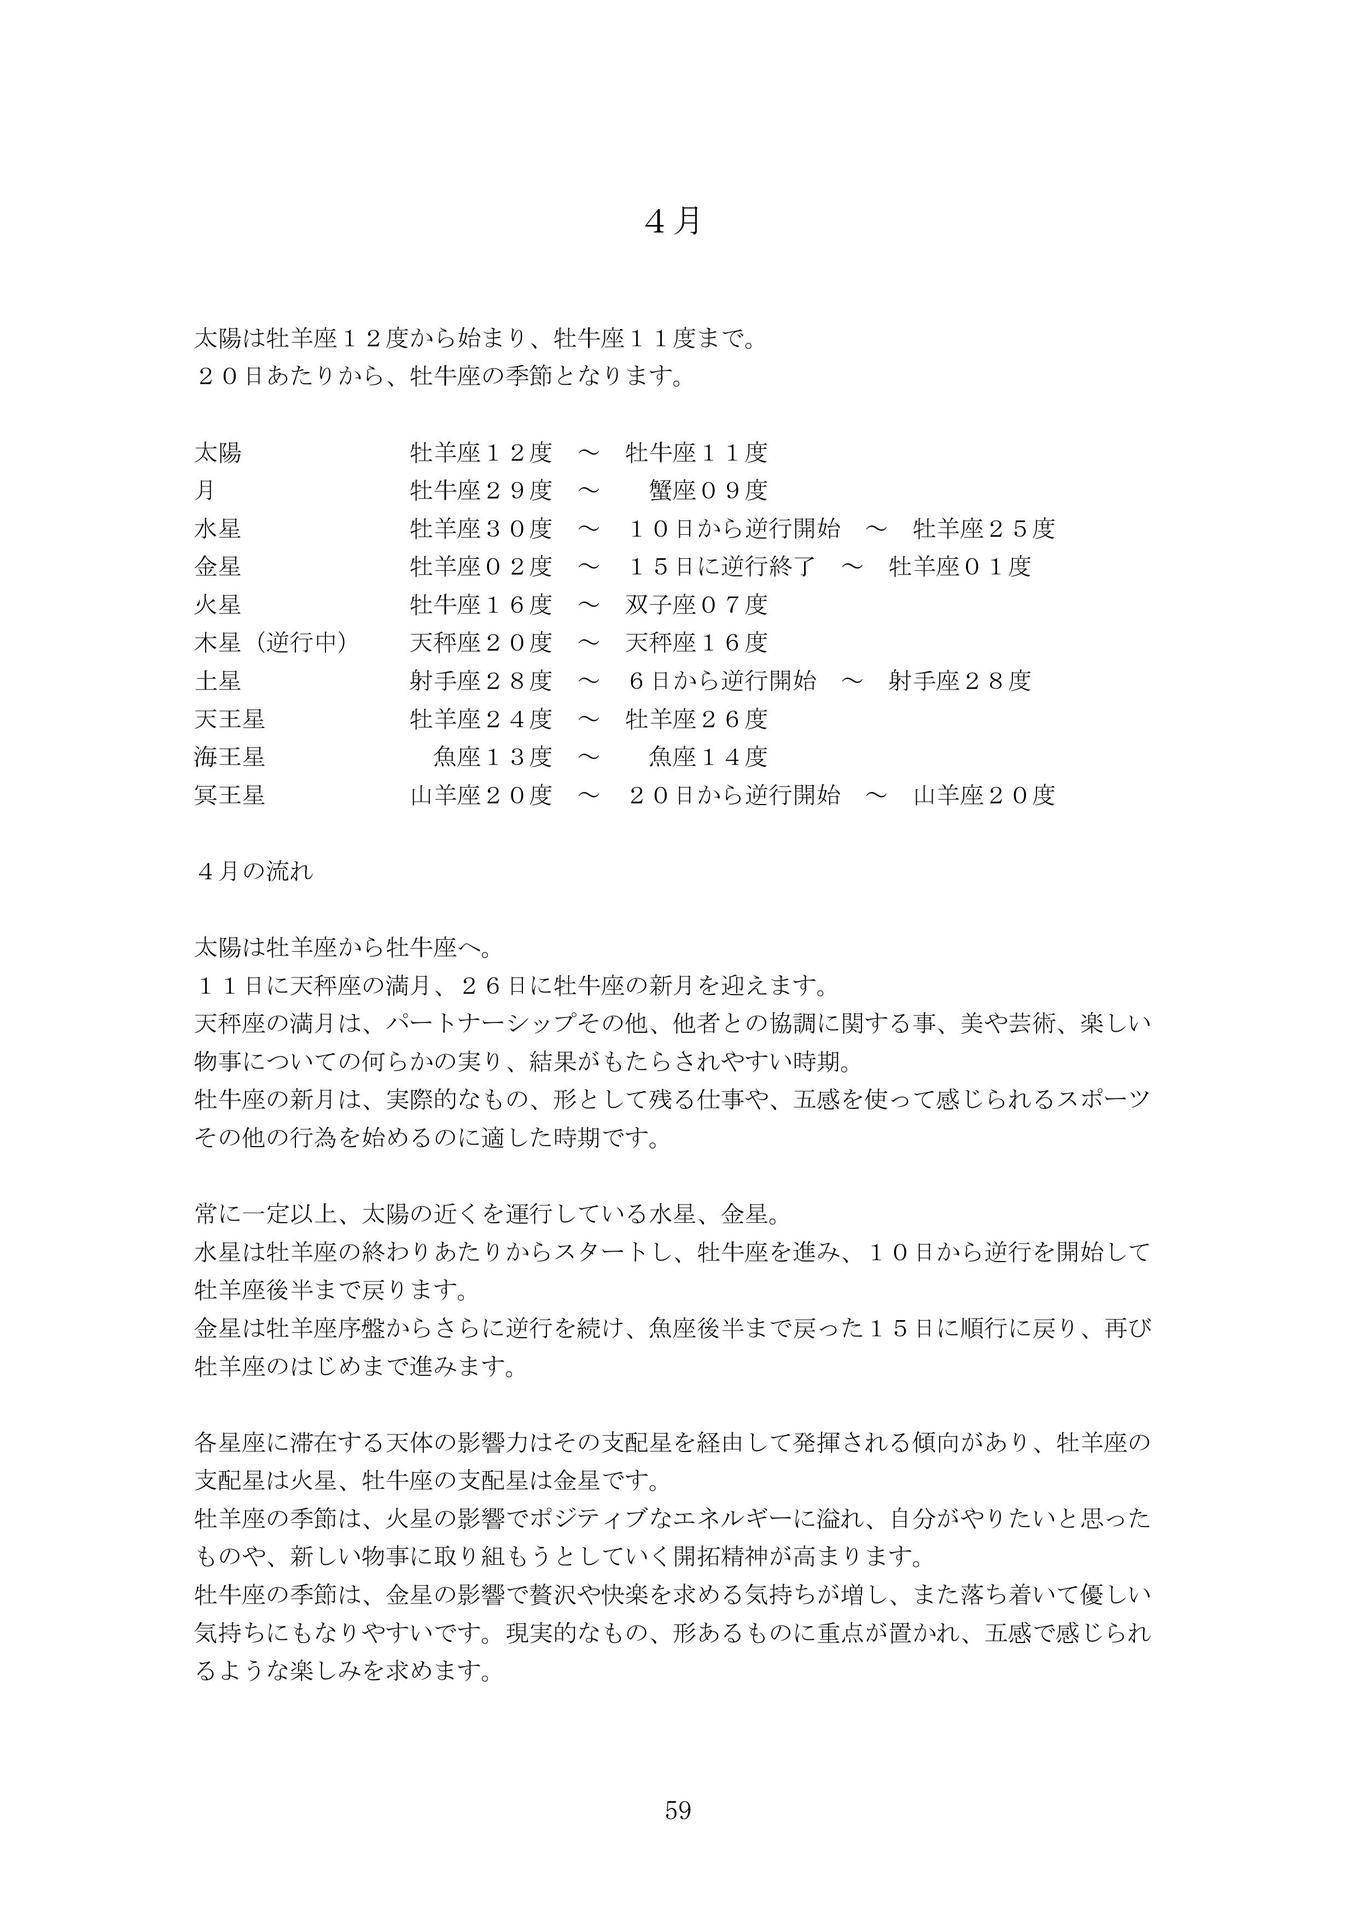 ４月
太陽は牡羊座１２度から始まり、牡牛座１１度まで。
２０日あたりから、牡牛座の季節となります。
太陽　　　　　　　牡羊座１２度　～　牡牛座１１度
月　　　　　　　　牡牛座２９度　～　　蟹座０９度
水星　　　　　　　牡羊座３０度　～　１０日から逆行開始　～　牡羊座２５度
金星　　　　　　　牡羊座０２度　～　１５日に逆行終了　～　牡羊座０１度
火星　　　　　　　牡牛座１６度　～　双子座０７度
木星（逆行中）　　天秤座２０度　～　天秤座１６度
土星　　　　　　　射手座２８度　～　６日から逆行開始　～　射手座２８度
天王星　　　　　　牡羊座２４度　～　牡羊座２６度
海王星　　　　　　　魚座１３度　～　　魚座１４度
冥王星　　　　　　山羊座２０度　～　２０日から逆行開始　～　山羊座２０度
４月の流れ
太陽は牡羊座から牡牛座へ。
１１日に天秤座の満月、２６日に牡牛座の新月を迎えます。
天秤座の満月は、パートナーシップその他、他者との協調に関する事、美や芸術、楽しい
物事についての何らかの実り、結果がもたらされやすい時期。
牡牛座の新月は、実際的なもの、形として残る仕事や、五感を使って感じられるスポーツ
その他の行為を始めるのに適した時期です。
常に一定以上、太陽の近くを運行している水星、金星。
水星は牡羊座の終わりあたりからスタートし、牡牛座を進み、１０日から逆行を開始して
牡羊座後半まで戻ります。
金星は牡羊座序盤からさらに逆行を続け、魚座後半まで戻った１５日に順行に戻り、再び
牡羊座のはじめまで進みます。
各星座に滞在する天体の影響力はその支配星を経由して発揮される傾向があり、牡羊座の
支配星は火星、牡牛座の支配星は金星です。
牡羊座の季節は、火星の影響でポジティブなエネルギーに溢れ、自分がやりたいと思った
ものや、新しい物事に取り組もうとしていく開拓精神が高まります。
牡牛座の季節は、金星の影響で贅沢や快楽を求める気持ちが増し、また落ち着いて優しい
気持ちにもなりやすいです。現実的なもの、形あるものに重点が置かれ、五感で感じられ
るような楽しみを求めます。
59